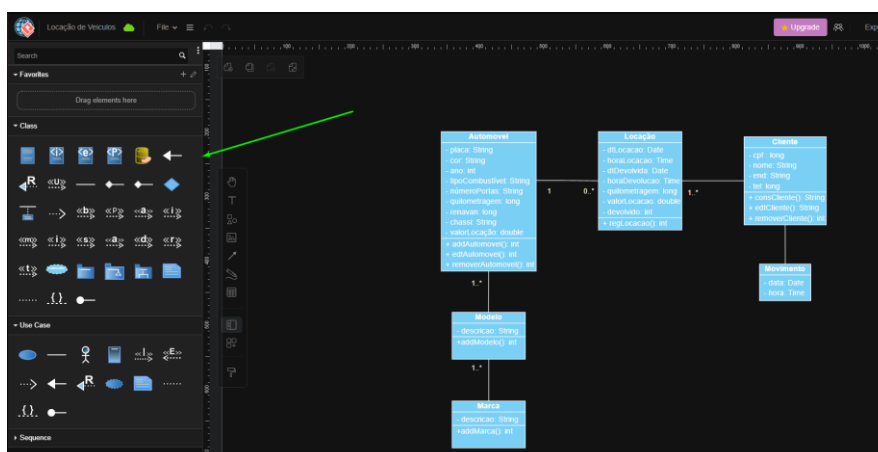 Locação de Veículos
File
Upgrade
Exp
Search
Favorites
Drag elements here
Class
«U»
R
«b» «P» «a» «i»
«m» «i» «s» «a» «d» «r»
«t»
{}
Use Case
«I» «E»
R
{}
Sequence
Automovel
- placa: String
- cor: String
- ano: int
- tipoCombustivel: String
- númeroPortas: String
- quilometragem: long
- renavan: long
- chassi: String
- valorLocação: double
+ addAutomovel(): int
+ edtAutomovel(): int
+ removerAutomovel(): int
1
0..*
Locação
- dtLocacao: Date
- horaLocacao: Time
- dtDevolvida: Date
- horaDevolucao: Time
- quilometragem: long
- valorLocacao: double
- devolvido: int
+ regLocacao(): int
1..*
Cliente
- cpf : long
- nome: String
- end: String
- tel: long
+ consCliente(): String
+ edtCliente(): String
+ removerCliente(): int
Movimento
- data: Date
- hora: Time
1..*
Modelo
- descricao: String
+addModelo(): int
1..*
Marca
- descricao: String
+addMarca(): int